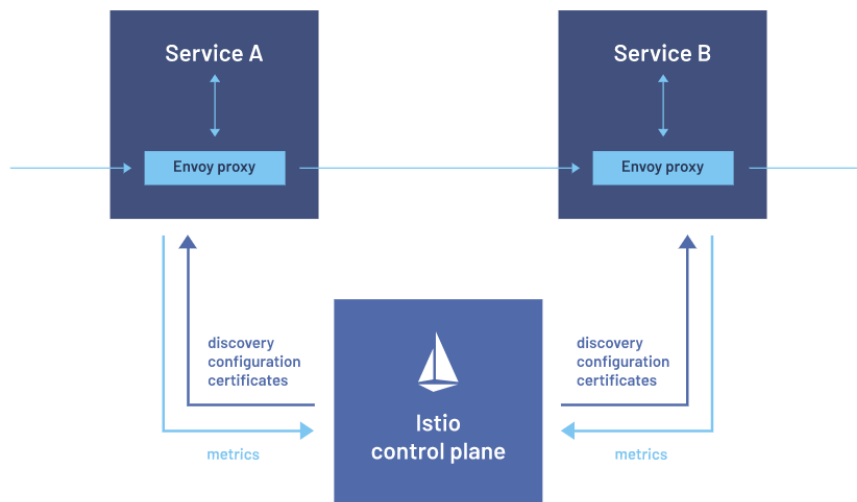 Service A
Service B
Envoy proxy
Envoy proxy
discovery
configuration
certificates
discovery
configuration
certificates
Istio
control plane
metrics
metrics